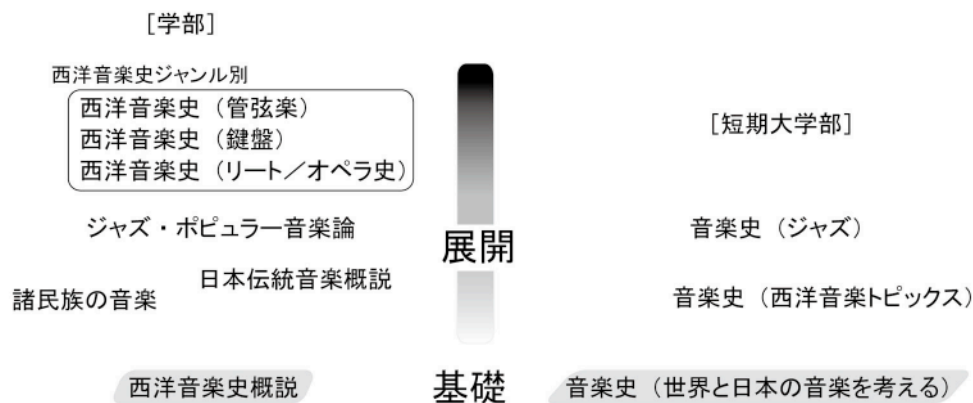 ［学部］
西洋音楽史ジャンル別
西洋音楽史（管弦楽）
西洋音楽史（鍵盤）
西洋音楽史（リート／オペラ史）
ジャズ・ポピュラー音楽論
日本伝統音楽概説
諸民族の音楽
西洋音楽史概説
展開
基礎
［短期大学部］
音楽史（ジャズ）
音楽史（西洋音楽トピックス）
音楽史（世界と日本の音楽を考える）